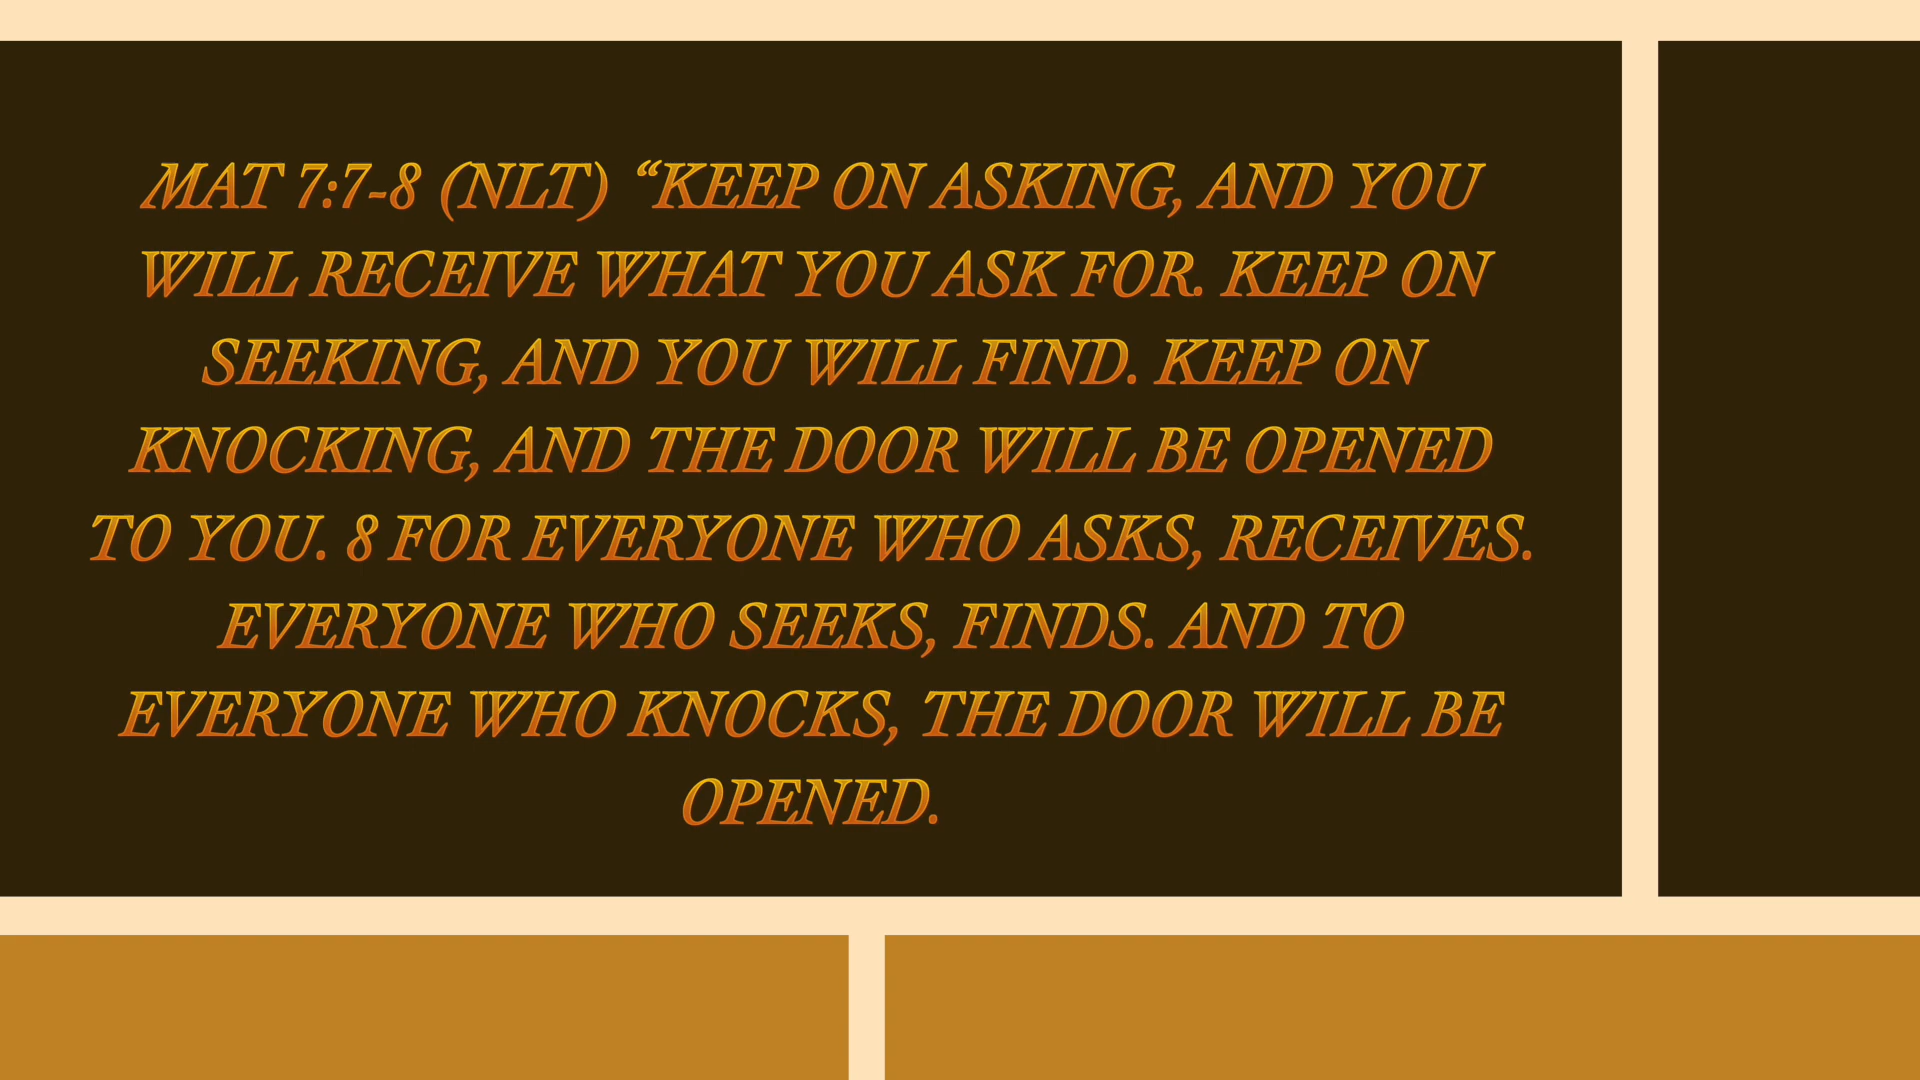 MAT 7:7-8 (NLT) “KEEP ON ASKING, AND YOU
WILL RECEIVE WHAT YOU ASK FOR. KEEP ON
SEEKING, AND YOU WILL FIND. KEEP ON
KNOCKING, AND THE DOOR WILL BE OPENED
TO YOU. 8 FOR EVERYONE WHO ASKS, RECEIVES.
EVERYONE WHO SEEKS, FINDS. AND TO
EVERYONE WHO KNOCKS, THE DOOR WILL BE
OPENED.